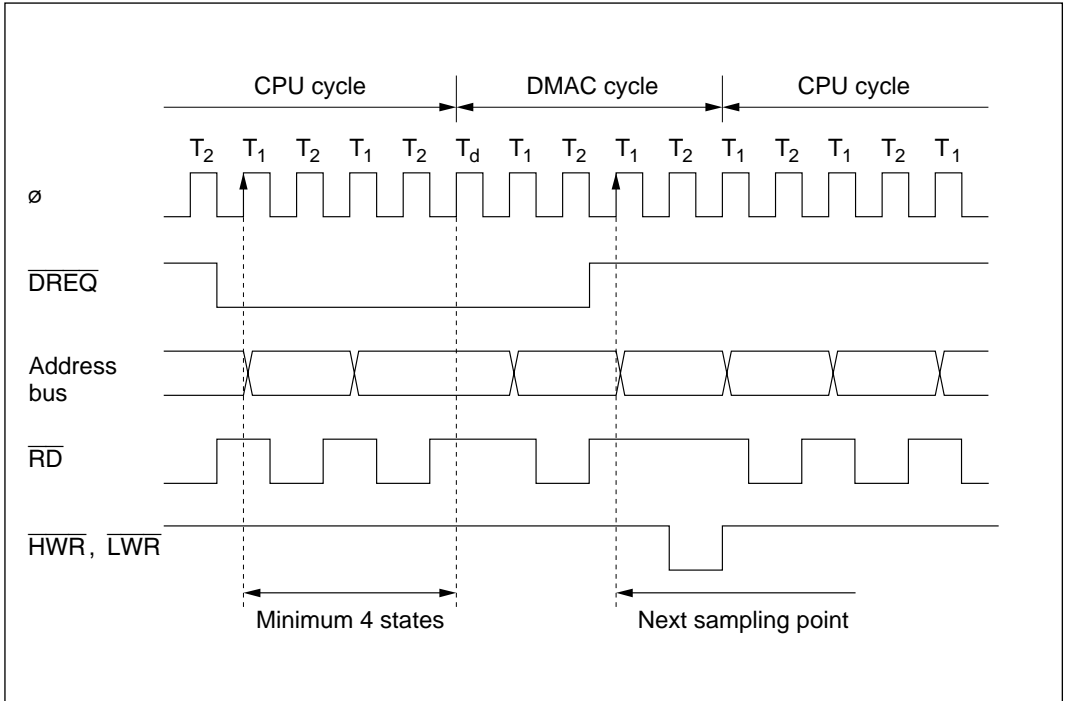 CPU cycle DMAC cycle CPU cycle
T2 T1 T2 T1 T2 Td T1 T2 T1 T2 T1 T2 T1 T2 T1
ø
DREQ
Address
bus
RD
HWR, LWR
Minimum 4 states Next sampling point